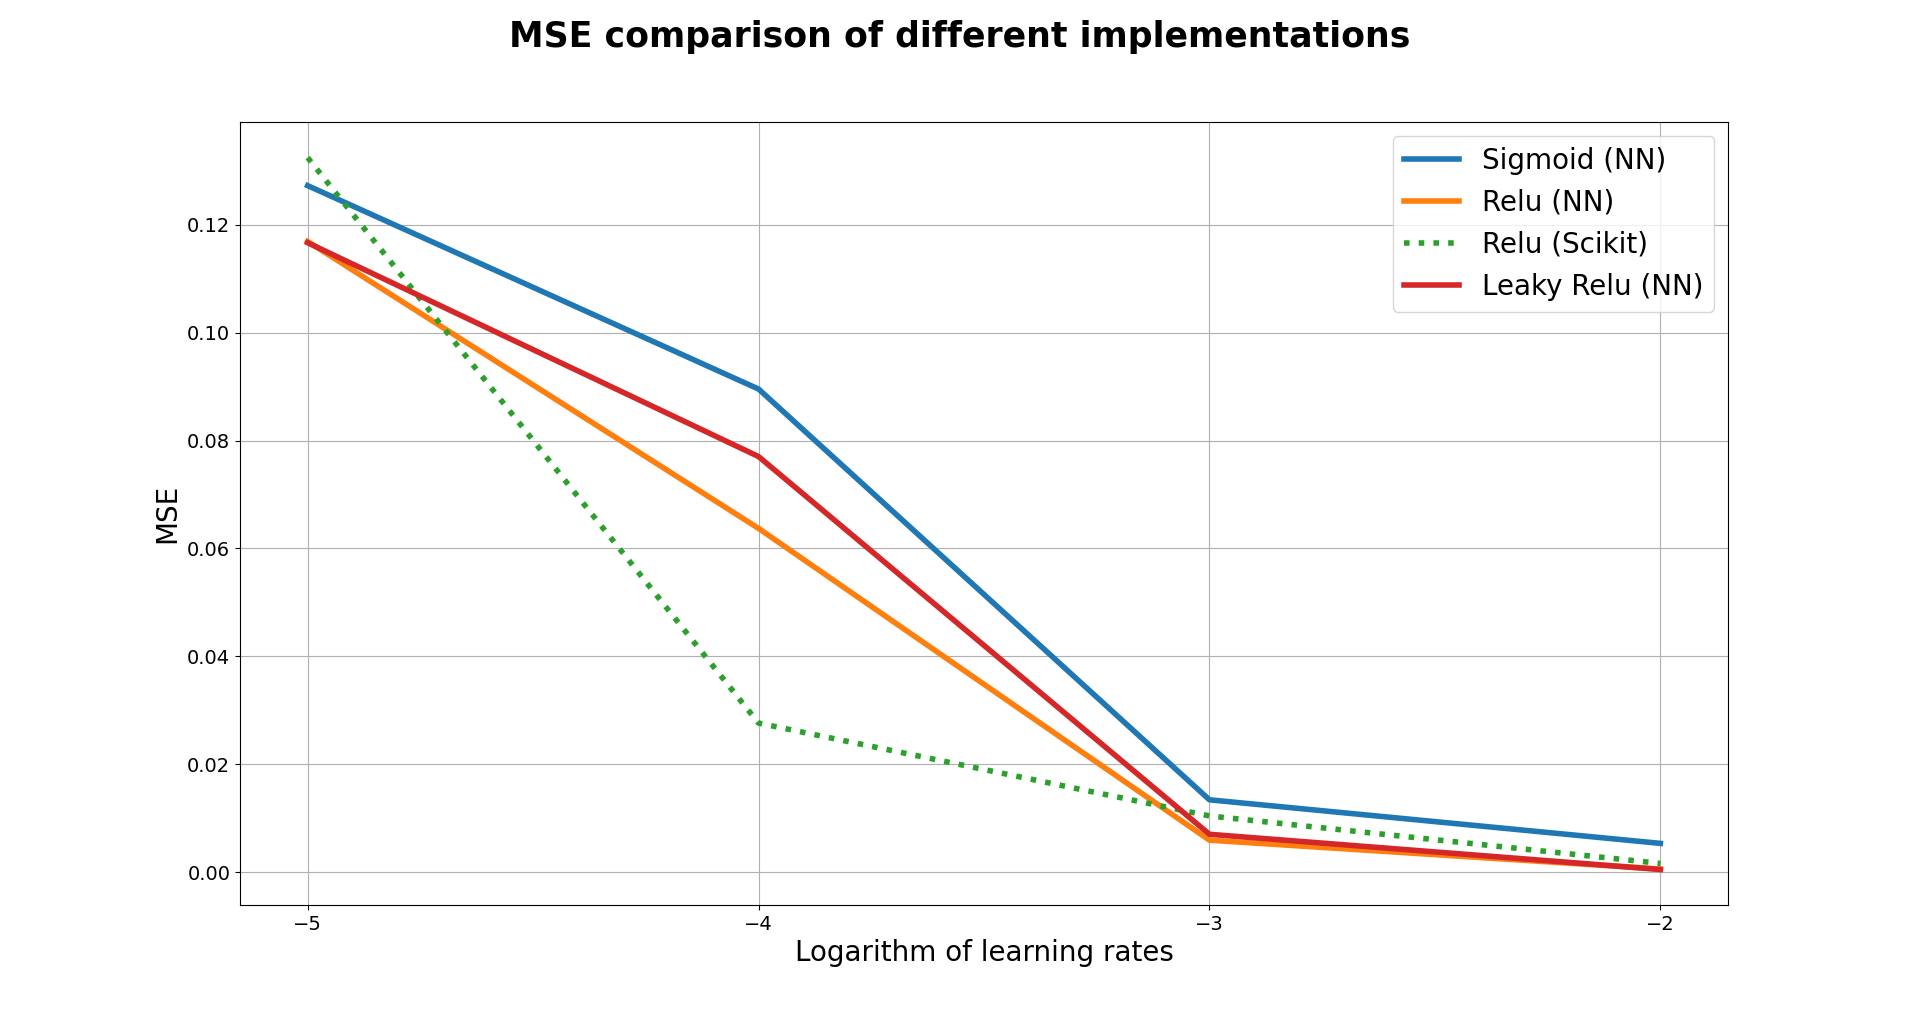 MSE comparison of different implementations
Sigmoid (NN)
Relu (NN)
Relu (Scikit)
Leaky Relu (NN)
0.12
0.10
0.08
0.06
0.04
0.02
0.00
MSE
−5
−4
−3
−2
Logarithm of learning rates